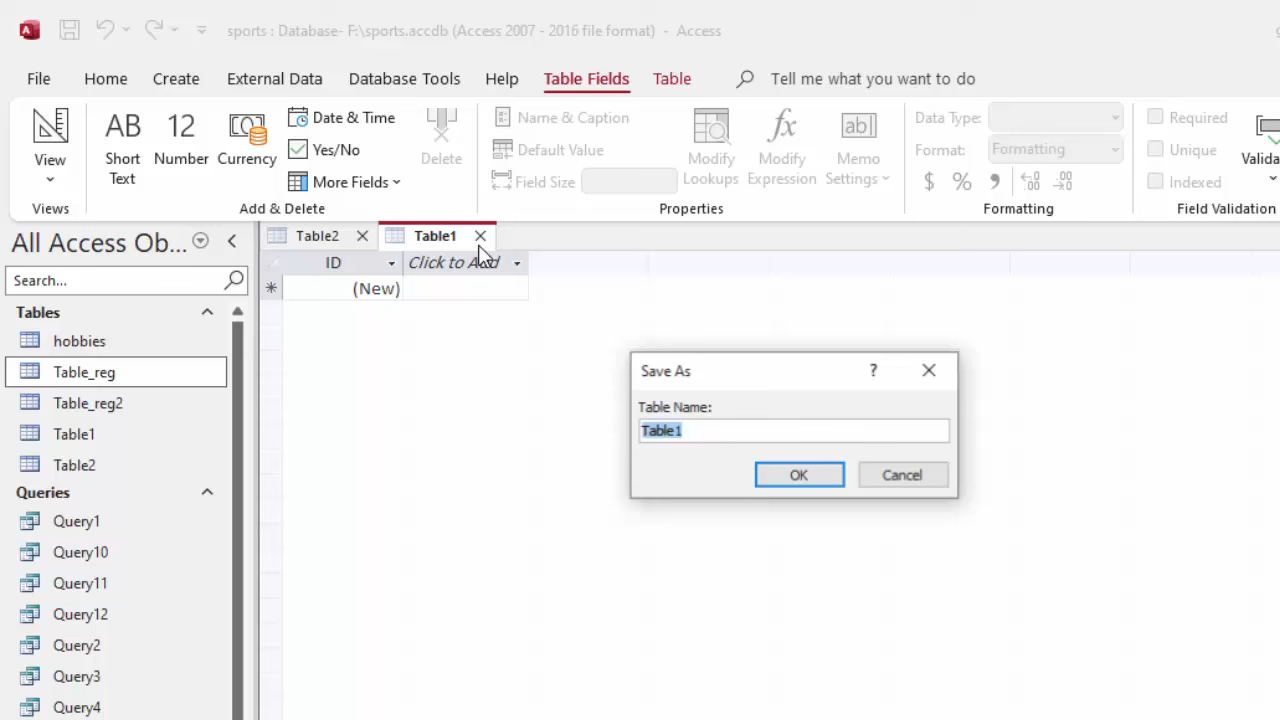 sports : Database- F:\sports.accdb (Access 2007 - 2016 file format) - Access
File Home Create External Data Database Tools Help Table Fields Table Tell me what you want to do
View
Views
AB
Short
Text
12
Number
Currency
Date & Time
Yes/No
More Fields
Delete
Add & Delete
Name & Caption
Default Value
Field Size
Modify
Lookups
fx
Modify
Expression
ab
Memo
Settings
Properties
Data Type:
Format: Formatting
$ % , .00
Formatting
Required
Unique
Indexed
Field Validation
All Access Ob...
Search...
Tables
hobbies
Table_reg
Table_reg2
Table1
Table2
Queries
Query1
Query10
Query11
Query12
Query2
Query3
Query4
Table2 Table1
ID Click to Add
* (New)
Save As ?
Table Name:
Table1
OK Cancel